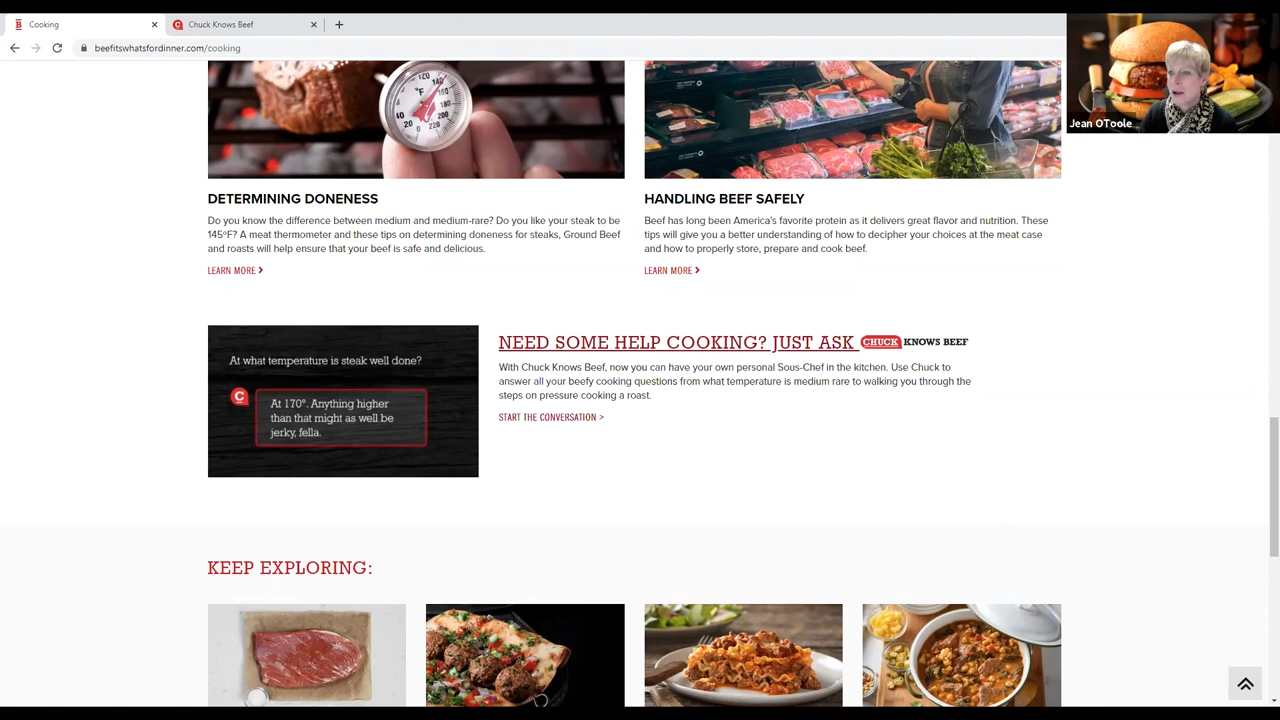 Cooking
Chuck Knows Beef
beefitswhatsfordinner.com/cooking
Jean OToole
DETERMINING DONENESS
Do you know the difference between medium and medium-rare? Do you like your steak to be
145°F? A meat thermometer and these tips on determining doneness for steaks, Ground Beef
and roasts will help ensure that your beef is safe and delicious.
LEARN MORE >
HANDLING BEEF SAFELY
Beef has long been America's favorite protein as it delivers great flavor and nutrition. These
tips will give you a better understanding of how to decipher your choices at the meat case
and how to properly store, prepare and cook beef.
LEARN MORE >
At what temperature is steak well done?
C
At 170°. Anything higher
than that might as well be
jerky, fella.
NEED SOME HELP COOKING? JUST ASK CHUCK KNOWS BEEF
With Chuck Knows Beef, now you can have your own personal Sous-Chef in the kitchen. Use Chuck to
answer all your beefy cooking questions from what temperature is medium rare to walking you through the
steps on pressure cooking a roast.
START THE CONVERSATION >
KEEP EXPLORING: